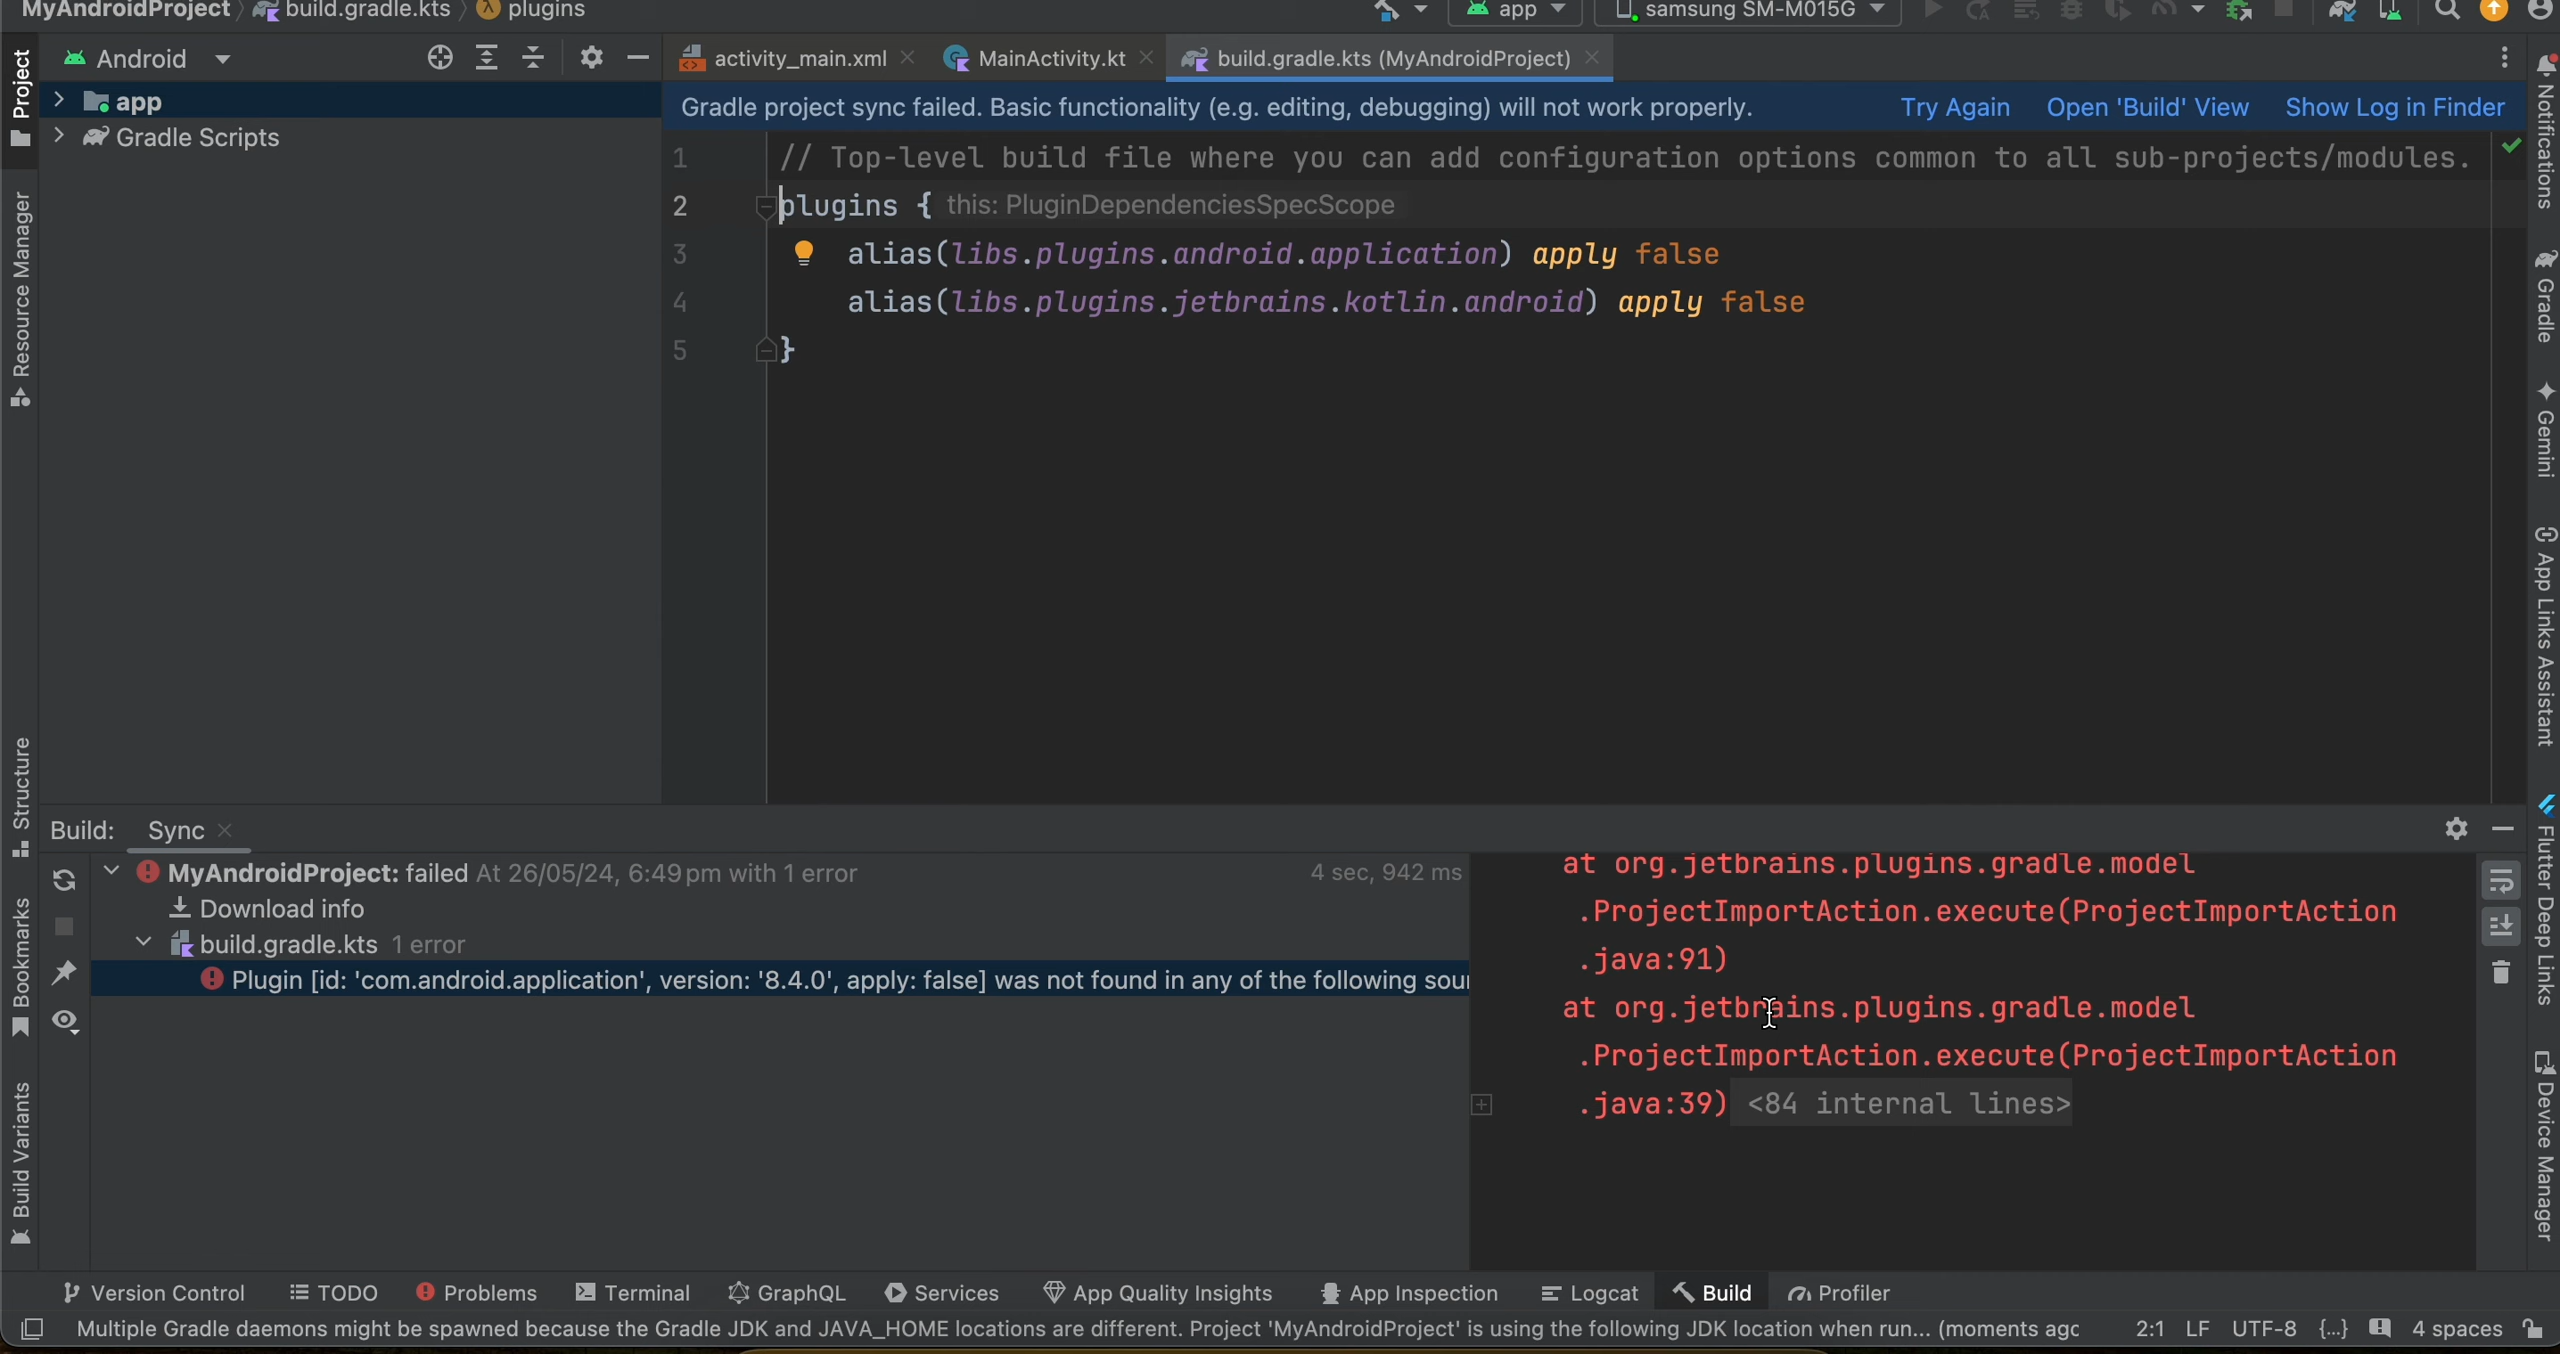 MyAndroidProject build.gradle.kts plugins
app samsung SM-M015G
Android
activity_main.xml MainActivity.kt build.gradle.kts (MyAndroidProject)
Project
app
Gradle Scripts
Gradle project sync failed. Basic functionality (e.g. editing, debugging) will not work properly. Try Again Open 'Build' View Show Log in Finder
1 // Top-level build file where you can add configuration options common to all sub-projects/modules.
2 plugins { this: PluginDependenciesSpecScope
3 alias(libs.plugins.android.application) apply false
4 alias(libs.plugins.jetbrains.kotlin.android) apply false
5 }
Resource Manager
Structure
Bookmarks
Build Variants
Notifications
Gradle
Gemini
App Links Assistant
Flutter Deep Links
Device Manager
Build: Sync
MyAndroidProject: failed At 26/05/24, 6:49 pm with 1 error 4 sec, 942 ms
Download info
build.gradle.kts 1 error
Plugin [id: 'com.android.application', version: '8.4.0', apply: false] was not found in any of the following sou
at org.jetbrains.plugins.gradle.model
.ProjectImportAction.execute(ProjectImportAction
.java:91)
at org.jetbrains.plugins.gradle.model
.ProjectImportAction.execute(ProjectImportAction
.java:39) <84 internal lines>
Version Control TODO Problems Terminal GraphQL Services App Quality Insights App Inspection Logcat Build Profiler
Multiple Gradle daemons might be spawned because the Gradle JDK and JAVA_HOME locations are different. Project 'MyAndroidProject' is using the following JDK location when run... (moments agc 2:1 LF UTF-8 {...} 4 spaces